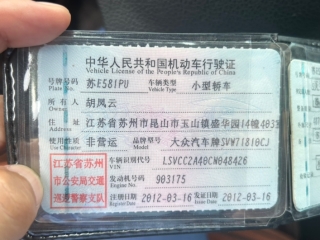 中华人民共和国机动车行驶证
Vehicle License of the People's Republic of China
号牌号码 苏E581PU 车辆类型 小型轿车
Plate No. Vehicle Type
所有人 胡凤云
Owner
住址 江苏省苏州市昆山市玉山镇盛华园14幢403
Address
使用性质 非营运 品牌型号 大众汽车牌SVW71810CJ
Use Character Model
江苏省苏州
市公安局交通
巡逻警察支队
车辆识别代号 LSVCC2A40CN048426
VIN
发动机号码 903175
Engine No.
注册日期 2012-03-16 发证日期 2012-03-16
Register Date Issue Date